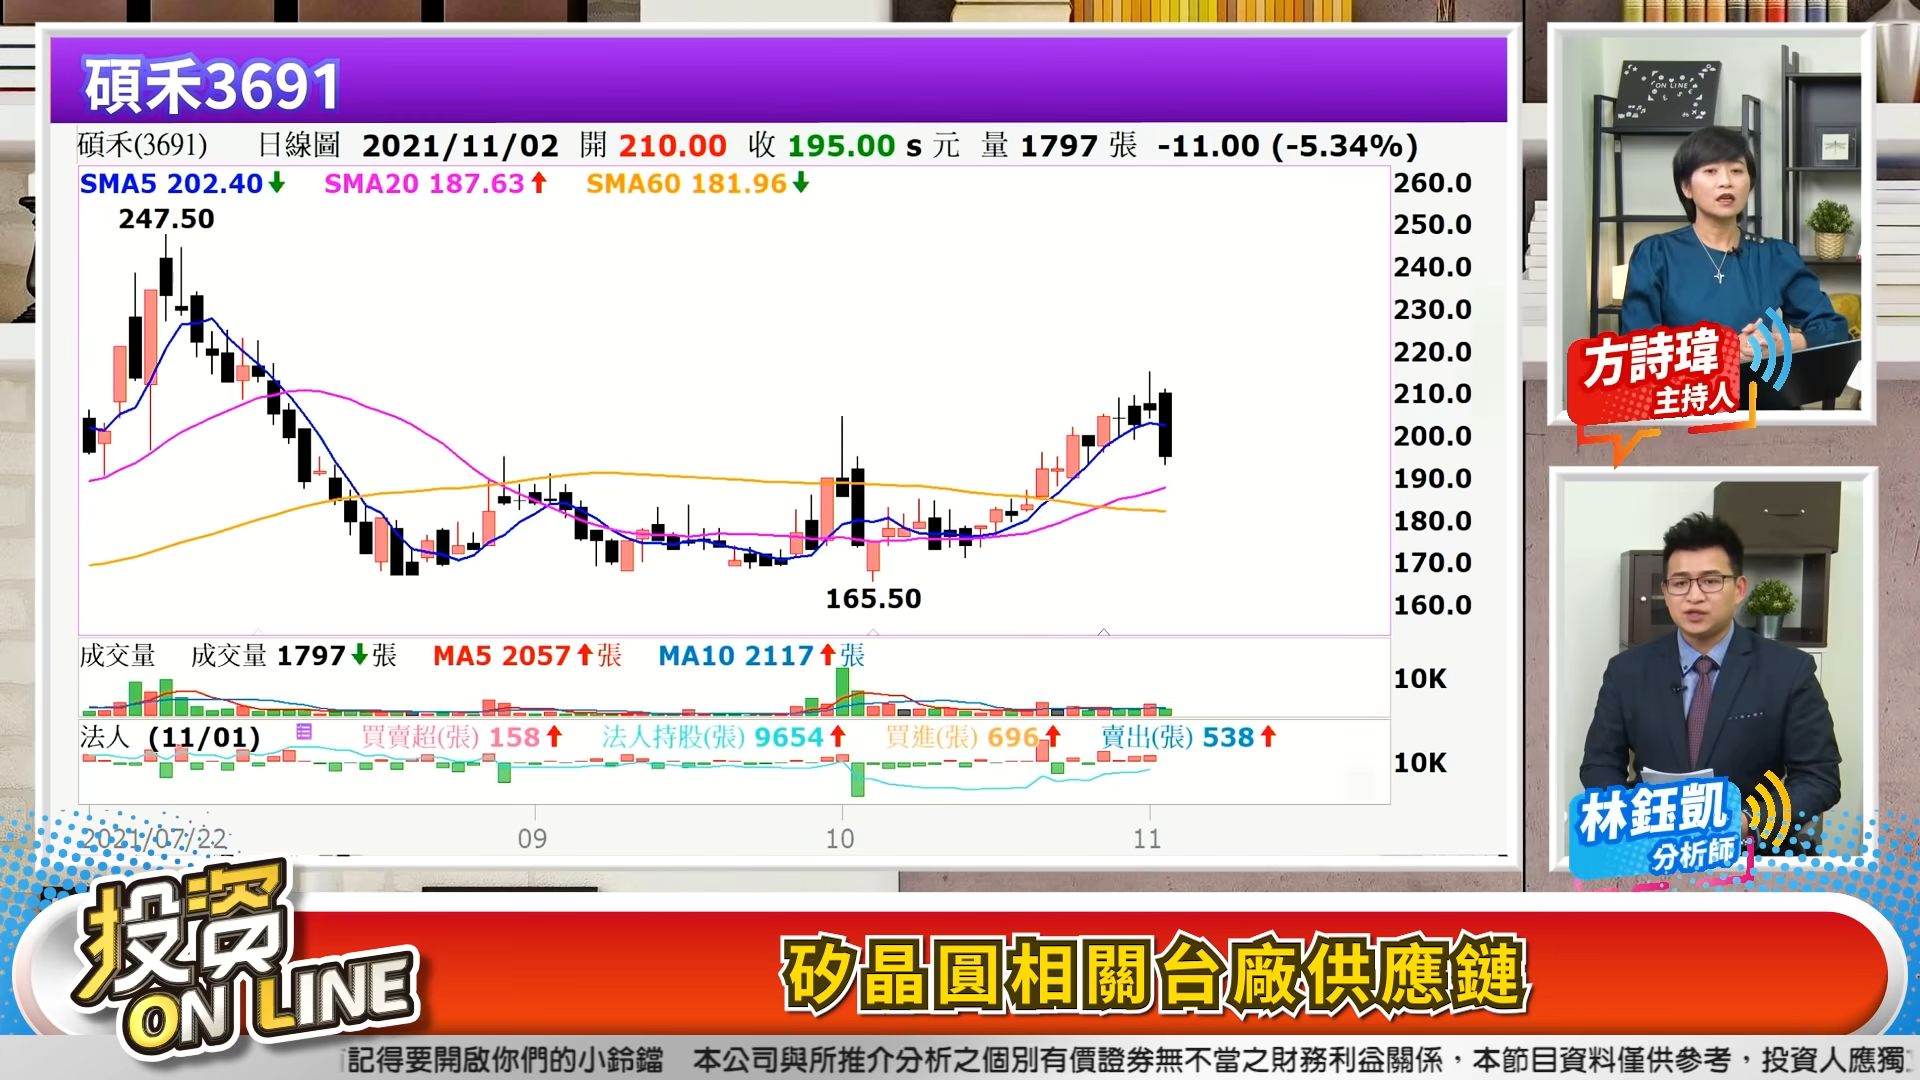 碩禾3691
碩禾(3691) 日線圖 2021/11/02 開 210.00 收 195.00 s 元 量 1797 張 -11.00 (-5.34%)
SMA5 202.40↓ SMA20 187.63↑ SMA60 181.96↓
247.50
165.50
260.0
250.0
240.0
230.0
220.0
210.0
200.0
190.0
180.0
170.0
160.0
成交量 成交量 1797↓張 MA5 2057↑張 MA10 2117↑張
10K
法人 (11/01) 買賣超(張) 158↑ 法人持股(張) 9654↑ 買進(張) 696↑ 賣出(張) 538↑
10K
2021/07/22 09 10 11
ON LINE
方詩瑋
主持人
林鈺凱
分析師
投資
ON LINE
矽晶圓相關台廠供應鏈
記得要開啟你們的小鈴鐺 本公司與所推介分析之個別有價證券無不當之財務利益關係，本節目資料僅供參考，投資人應獨